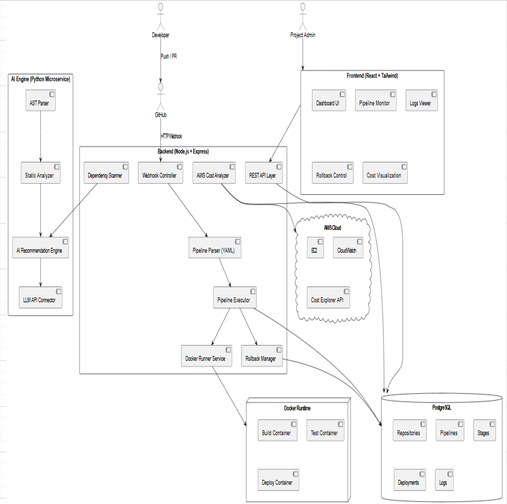 Developer
Project Admin
Push / PR
GitHub
HTTP Webhook
AI Engine (Python Microservice)
AST Parser
Static Analyzer
AI Recommendation Engine
LLM API Connector
Frontend (React + Tailwind)
Dashboard UI
Pipeline Monitor
Logs Viewer
Rollback Control
Cost Visualization
Backend (Node.js + Express)
Dependency Scanner
Webhook Controller
AWS Cost Analyzer
REST API Layer
Pipeline Parser (YAML)
Pipeline Executor
Docker Runner Service
Rollback Manager
AWS Cloud
EC2
CloudWatch
Cost Explorer API
Docker Runtime
Build Container
Test Container
Deploy Container
PostgreSQL
Repositories
Pipelines
Stages
Deployments
Logs